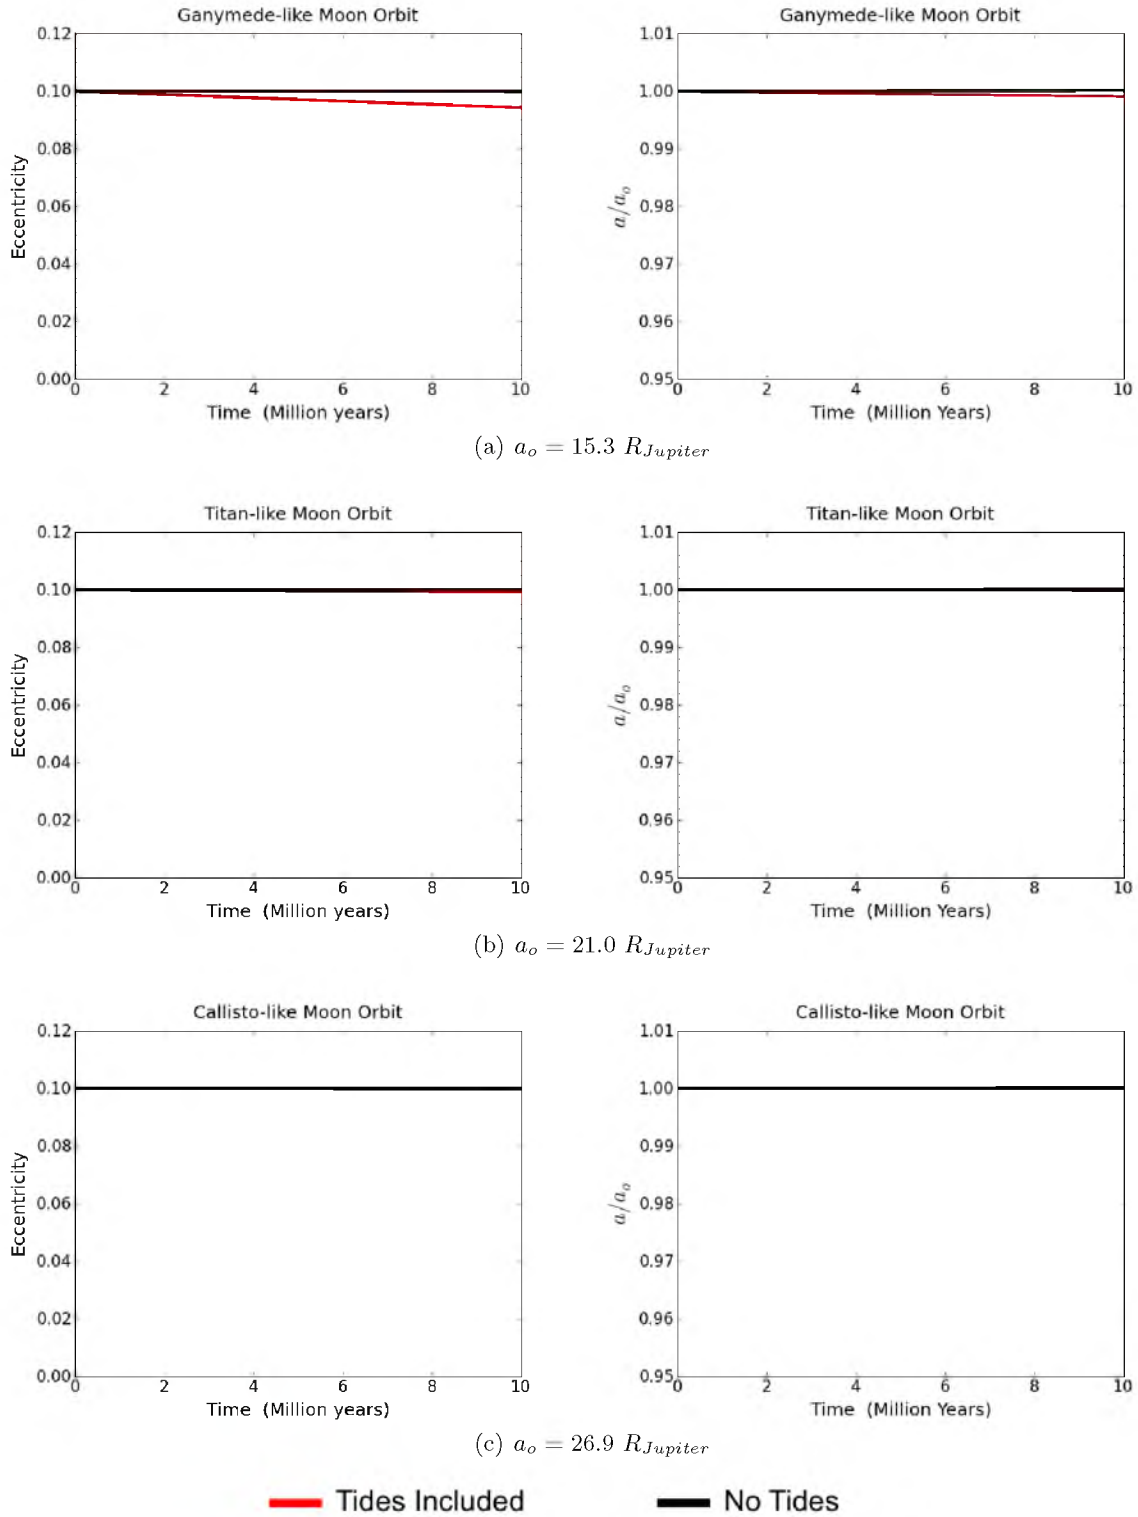 Ganymede-like Moon Orbit
0.12
0.10
0.08
0.06
0.04
0.02
0.00
Eccentricity
0 2 4 6 8 10
Time (Million years)
Ganymede-like Moon Orbit
1.01
1.00
0.99
0.98
0.97
0.96
0.95
a/a_o
0 2 4 6 8 10
Time (Million Years)
(a) a_o = 15.3 R_Jupiter
Titan-like Moon Orbit
0.12
0.10
0.08
0.06
0.04
0.02
0.00
Eccentricity
0 2 4 6 8 10
Time (Million years)
Titan-like Moon Orbit
1.01
1.00
0.99
0.98
0.97
0.96
0.95
a/a_o
0 2 4 6 8 10
Time (Million Years)
(b) a_o = 21.0 R_Jupiter
Callisto-like Moon Orbit
0.12
0.10
0.08
0.06
0.04
0.02
0.00
Eccentricity
0 2 4 6 8 10
Time (Million years)
Callisto-like Moon Orbit
1.01
1.00
0.99
0.98
0.97
0.96
0.95
a/a_o
0 2 4 6 8 10
Time (Million Years)
(c) a_o = 26.9 R_Jupiter
Tides Included
No Tides